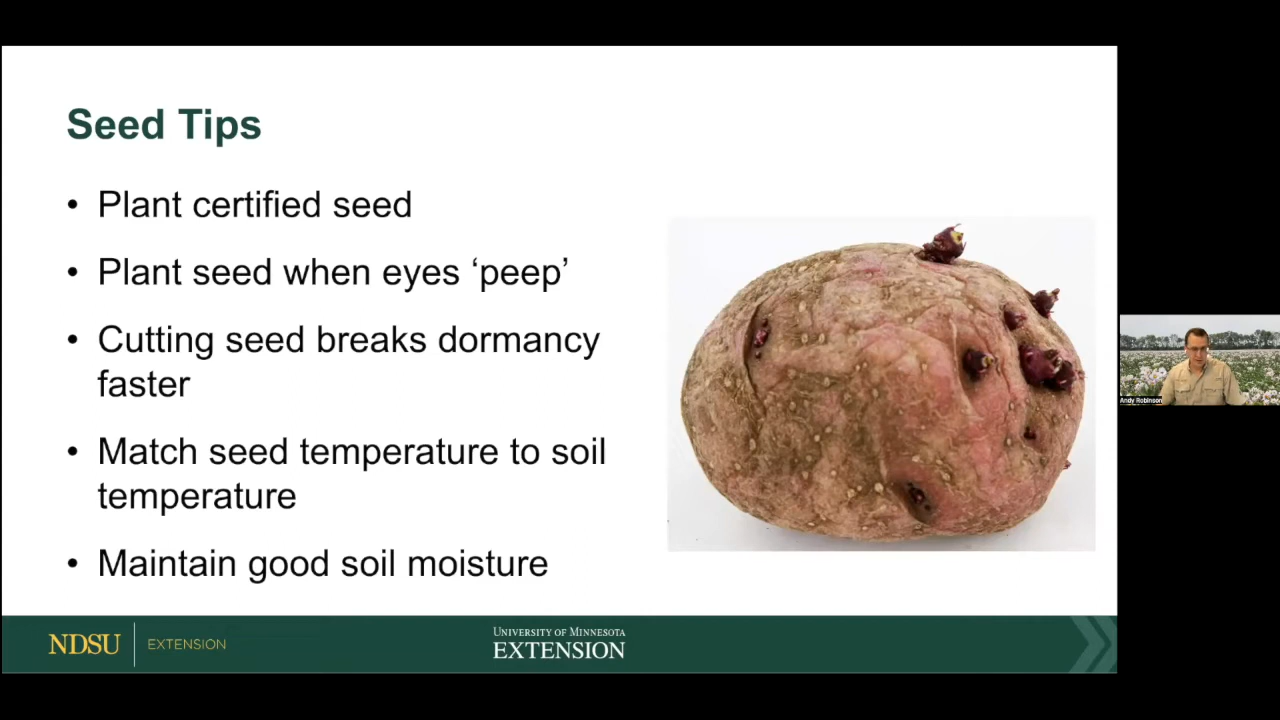 Seed Tips
• Plant certified seed
• Plant seed when eyes ‘peep’
• Cutting seed breaks dormancy
faster
• Match seed temperature to soil
temperature
• Maintain good soil moisture
NDSU EXTENSION
UNIVERSITY OF MINNESOTA
EXTENSION
Andy Robinson